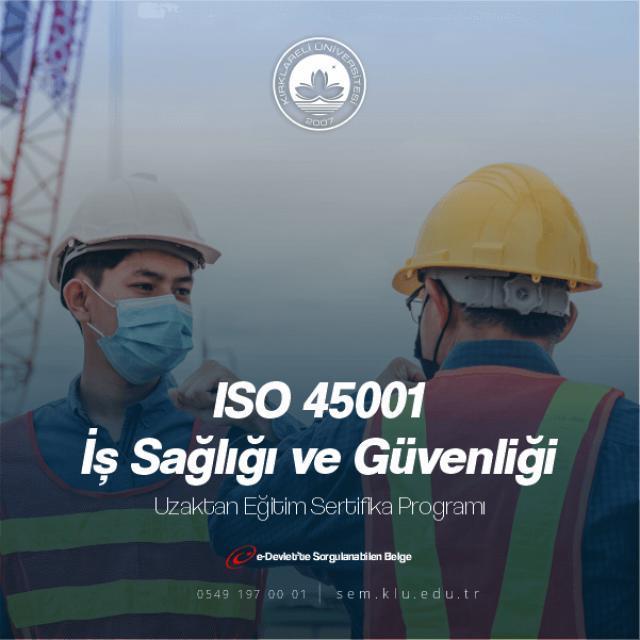 KIRKLARELİ ÜNİVERSİTESİ
2007
ISO 45001
İş Sağlığı ve Güvenliği
Uzaktan Eğitim Sertifika Programı
e-Devlet'te Sorgulanabilen Belge
0549 197 00 01 | sem.klu.edu.tr